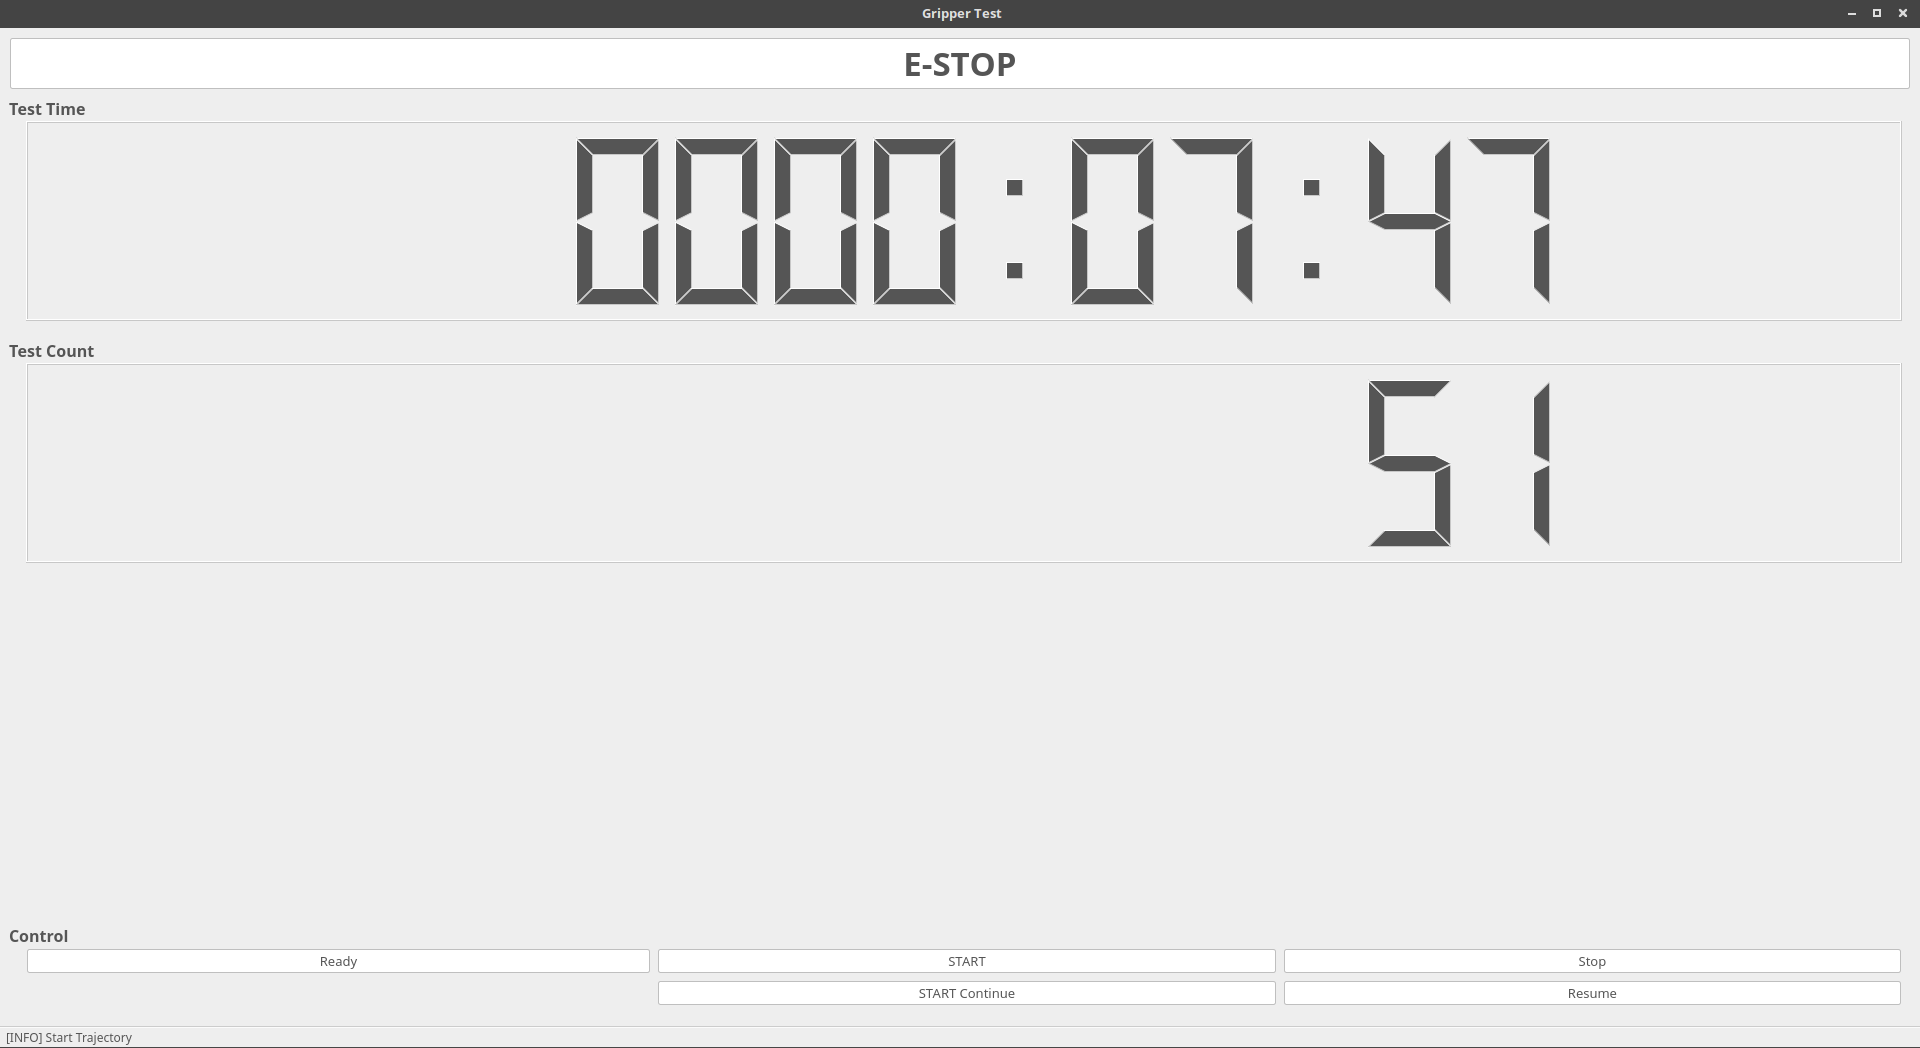 Gripper Test
E-STOP
Test Time
0000:07:47
Test Count
51
Control
Ready START Stop
START Continue Resume
[INFO] Start Trajectory